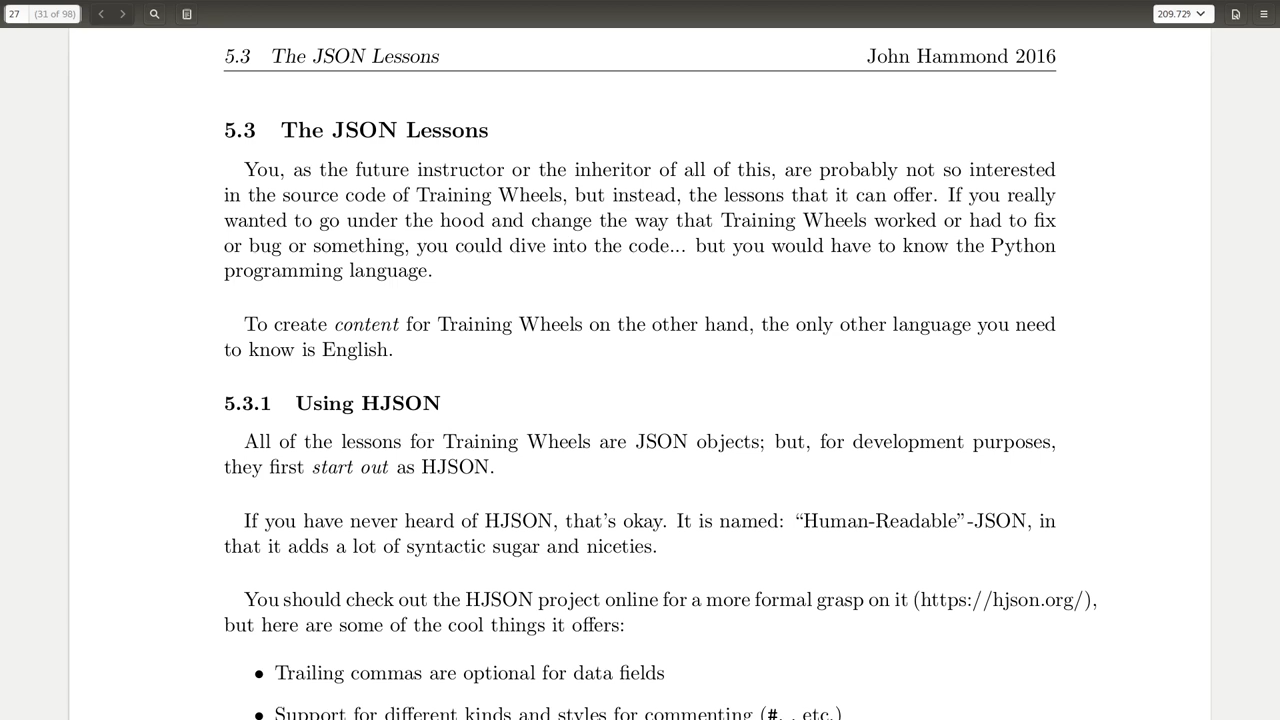 27 (31 of 98) 209.72%
5.3 The JSON Lessons John Hammond 2016
5.3 The JSON Lessons
You, as the future instructor or the inheritor of all of this, are probably not so interested
in the source code of Training Wheels, but instead, the lessons that it can offer. If you really
wanted to go under the hood and change the way that Training Wheels worked or had to fix
or bug or something, you could dive into the code... but you would have to know the Python
programming language.
To create content for Training Wheels on the other hand, the only other language you need
to know is English.
5.3.1 Using HJSON
All of the lessons for Training Wheels are JSON objects; but, for development purposes,
they first start out as HJSON.
If you have never heard of HJSON, that's okay. It is named: “Human-Readable”-JSON, in
that it adds a lot of syntactic sugar and niceties.
You should check out the HJSON project online for a more formal grasp on it (https://hjson.org/),
but here are some of the cool things it offers:
• Trailing commas are optional for data fields
• Support for different kinds and styles for commenting (#, , etc.)